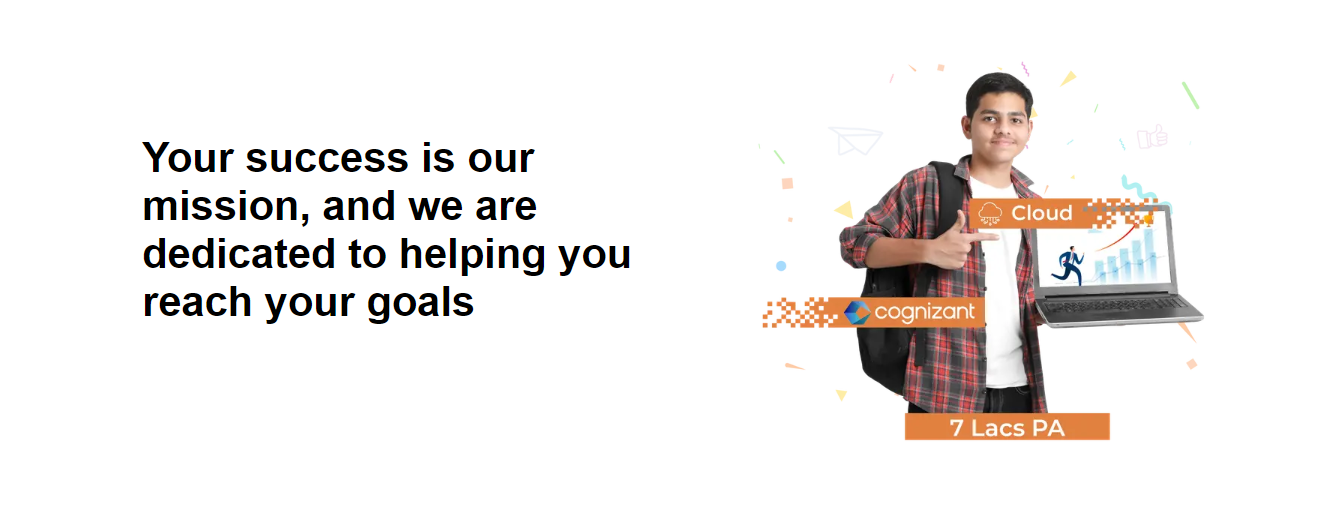 Your success is our
mission, and we are
dedicated to helping you
reach your goals
Cloud
cognizant
7 Lacs PA